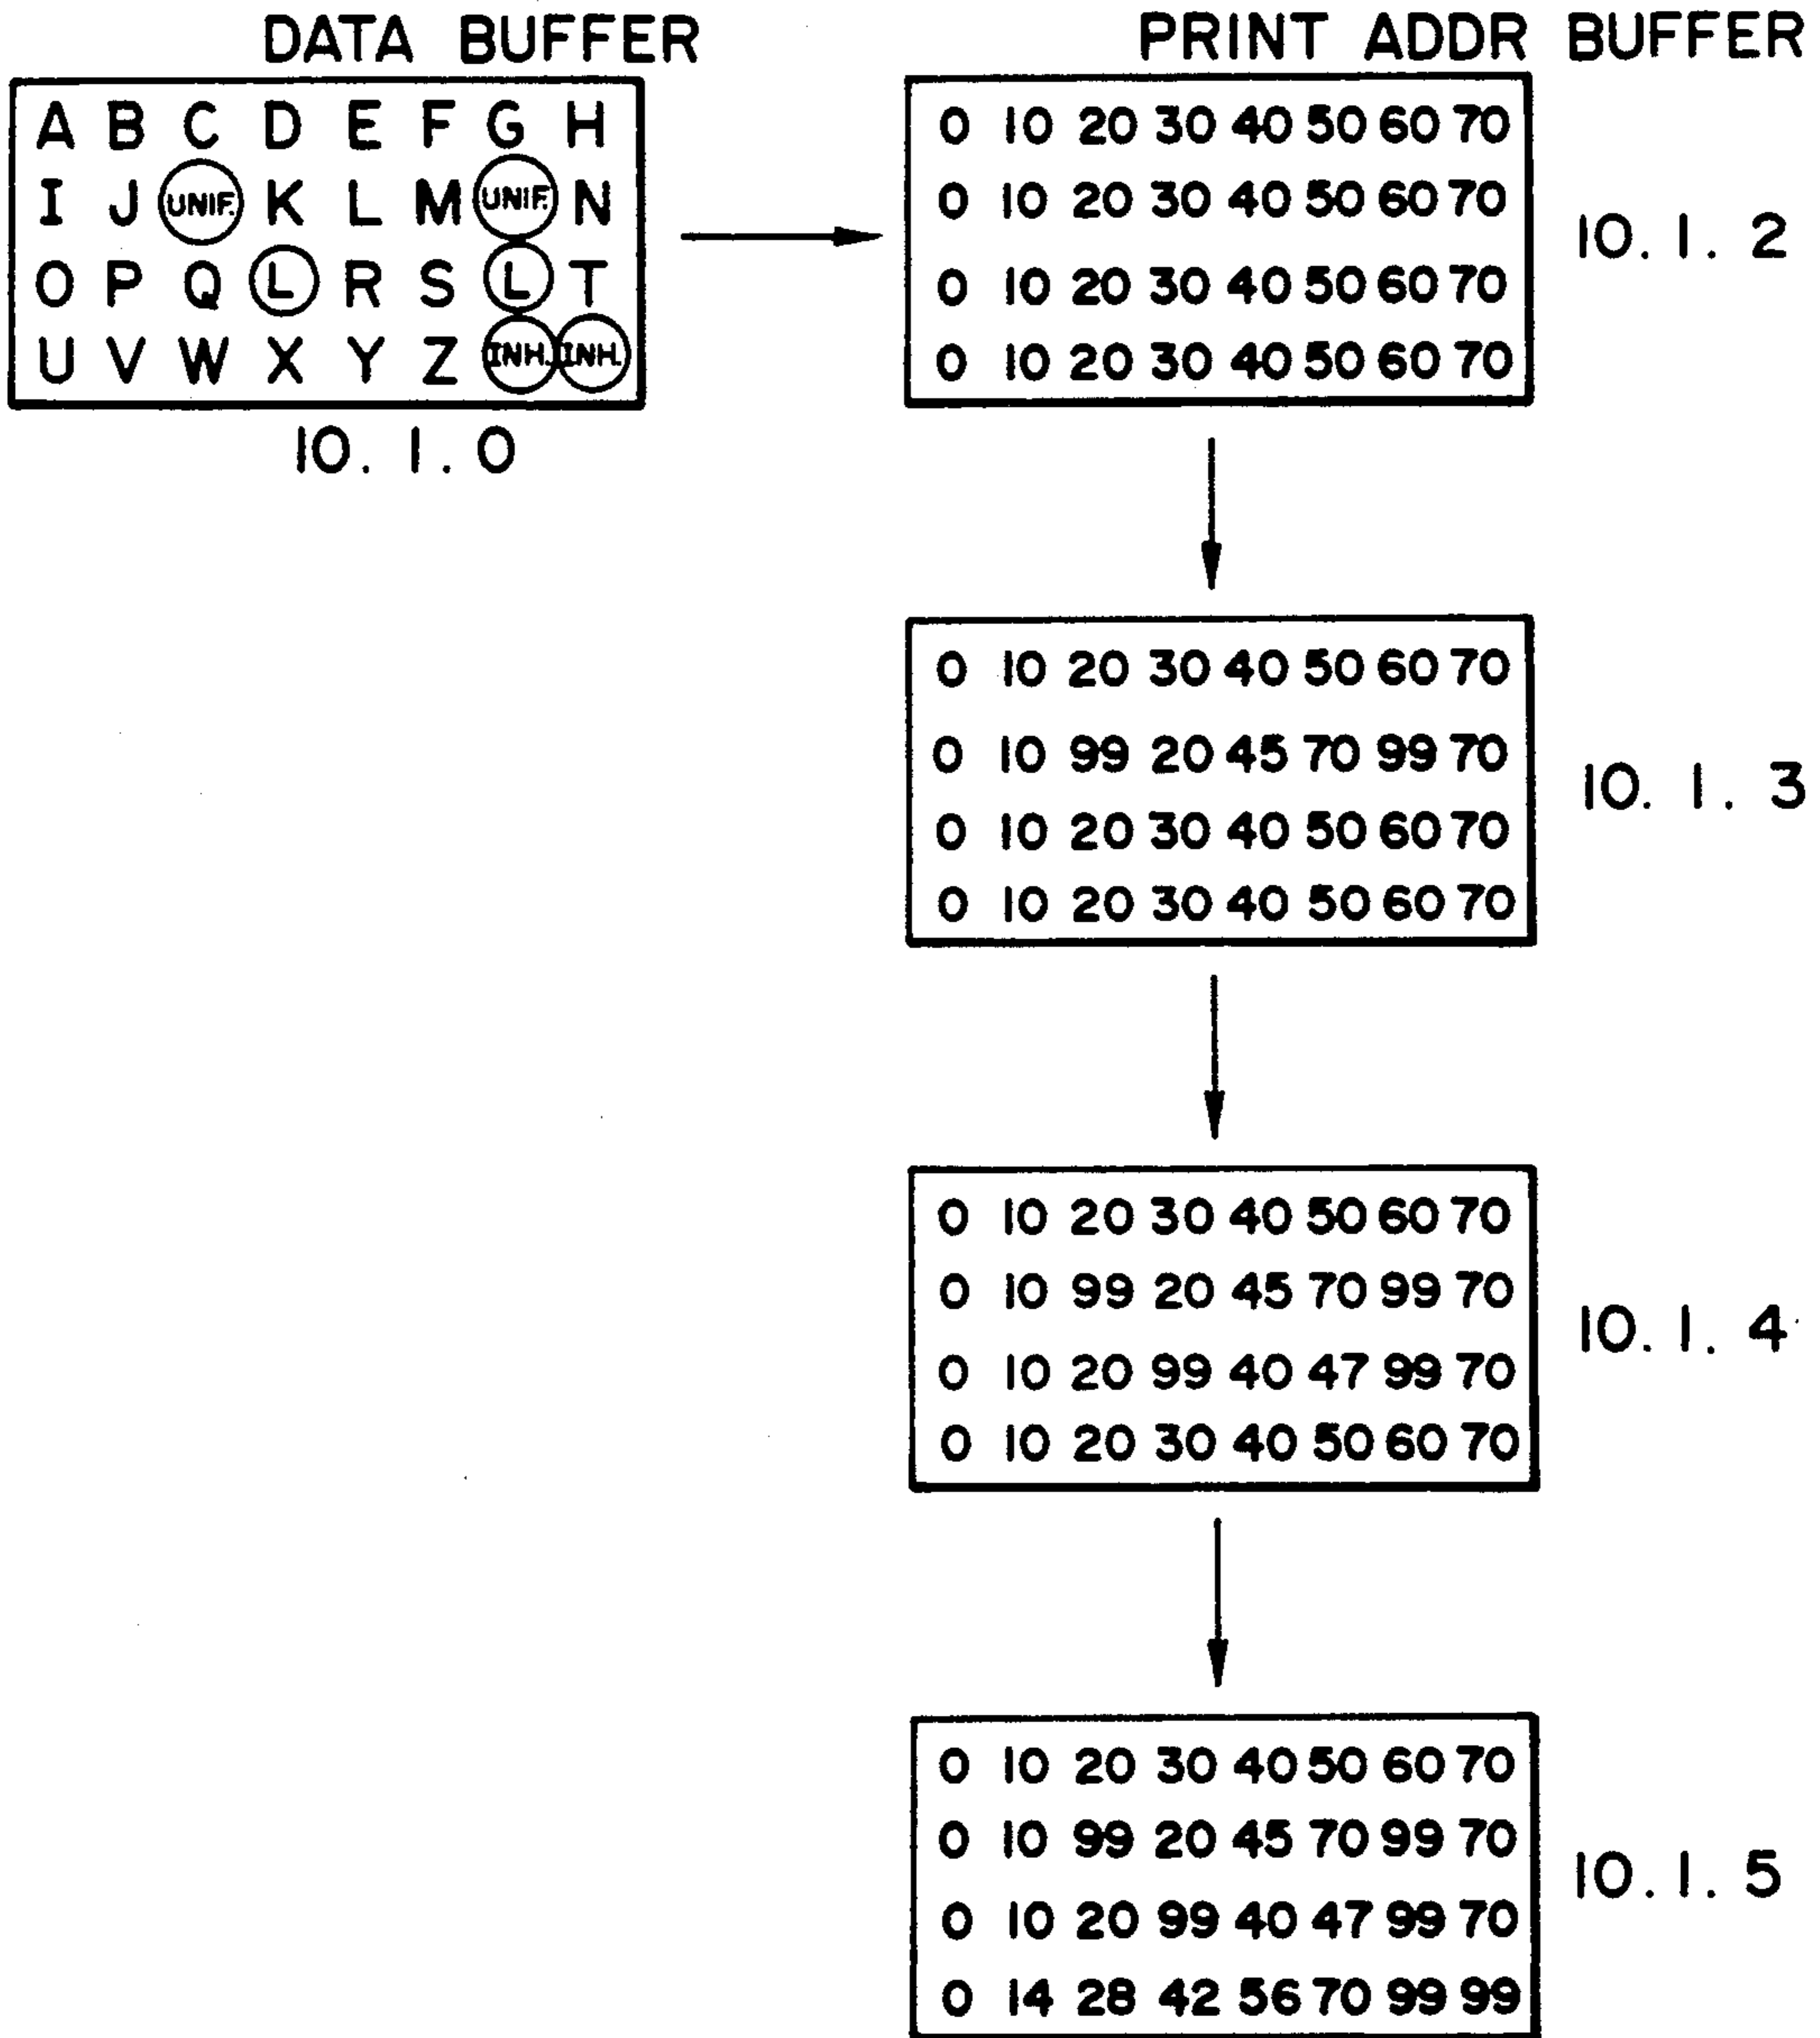 DATA BUFFER
A B C D E F G H
I J UNIF. K L M UNIF. N
O P Q L R S L T
U V W X Y Z INH. INH.
10.1.0
PRINT ADDR BUFFER
0 10 20 30 40 50 60 70
0 10 20 30 40 50 60 70
0 10 20 30 40 50 60 70
0 10 20 30 40 50 60 70
10.1.2
0 10 20 30 40 50 60 70
0 10 99 20 45 70 99 70
0 10 20 30 40 50 60 70
0 10 20 30 40 50 60 70
10.1.3
0 10 20 30 40 50 60 70
0 10 99 20 45 70 99 70
0 10 20 99 40 47 99 70
0 10 20 30 40 50 60 70
10.1.4
0 10 20 30 40 50 60 70
0 10 99 20 45 70 99 70
0 10 20 99 40 47 99 70
0 14 28 42 56 70 99 99
10.1.5